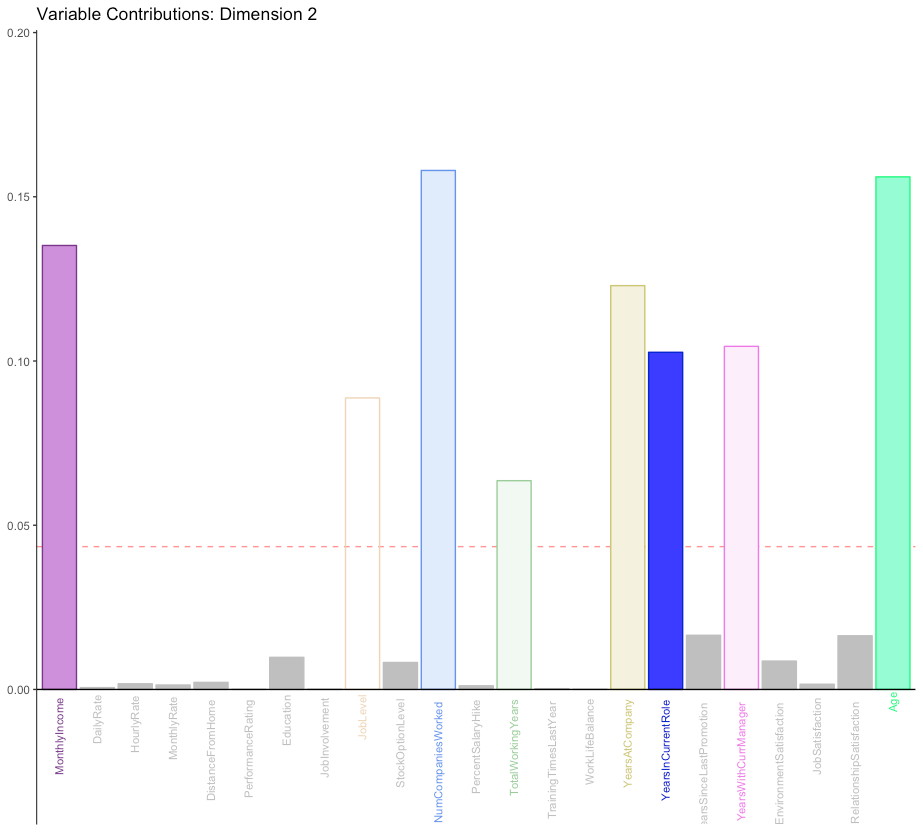 Variable Contributions: Dimension 2
0.20
0.15
0.10
0.05
0.00
MonthlyIncome
DailyRate
HourlyRate
MonthlyRate
DistanceFromHome
PerformanceRating
Education
JobInvolvement
JobLevel
StockOptionLevel
NumCompaniesWorked
PercentSalaryHike
TotalWorkingYears
TrainingTimesLastYear
WorkLifeBalance
YearsAtCompany
YearsInCurrentRole
earsSinceLastPromotion
YearsWithCurrManager
EnvironmentSatisfaction
JobSatisfaction
RelationshipSatisfaction
Age